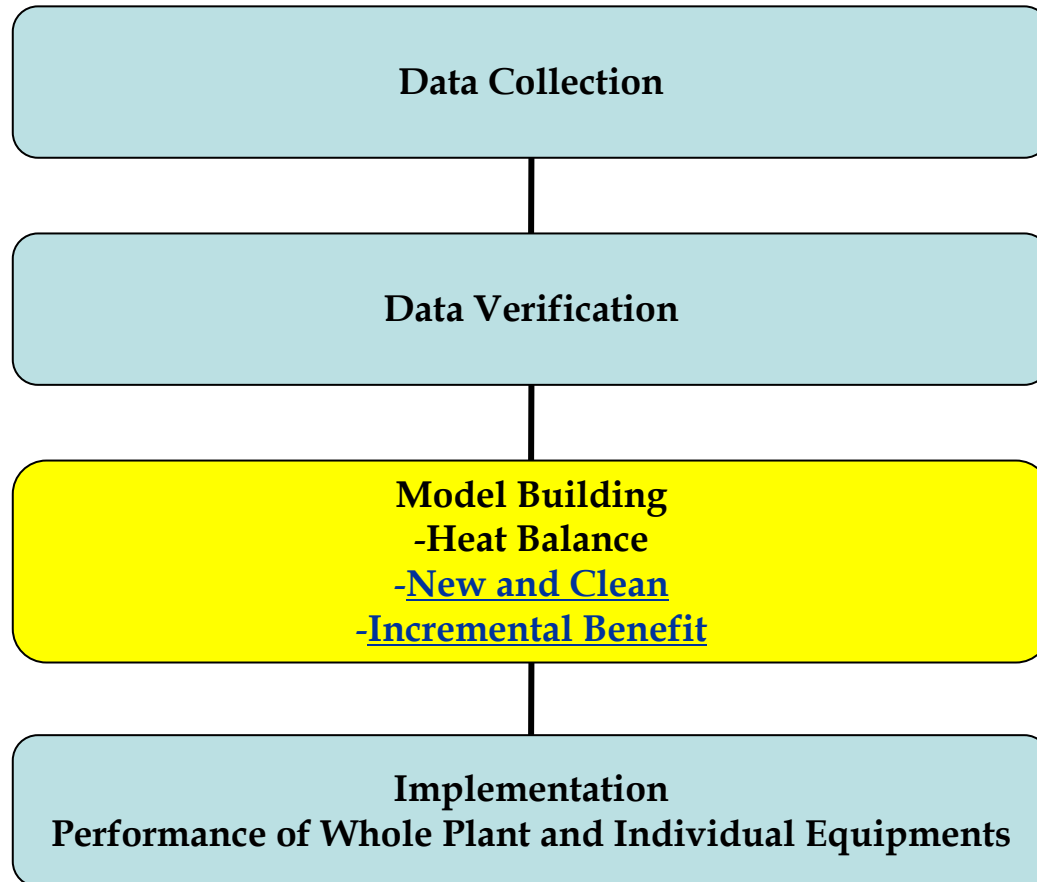 Data Collection
Data Verification
Model Building
-Heat Balance
-New and Clean
-Incremental Benefit
Implementation
Performance of Whole Plant and Individual Equipments